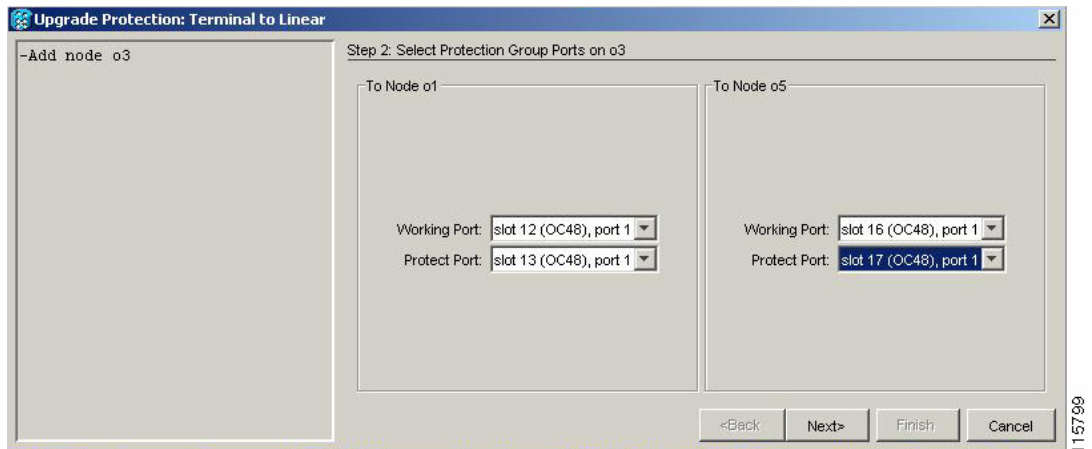 Upgrade Protection: Terminal to Linear
-Add node o3
Step 2: Select Protection Group Ports on o3
To Node o1
Working Port: slot 12 (OC48), port 1
Protect Port: slot 13 (OC48), port 1
To Node o5
Working Port: slot 16 (OC48), port 1
Protect Port: slot 17 (OC48), port 1
<Back
Next>
Finish
Cancel
115799